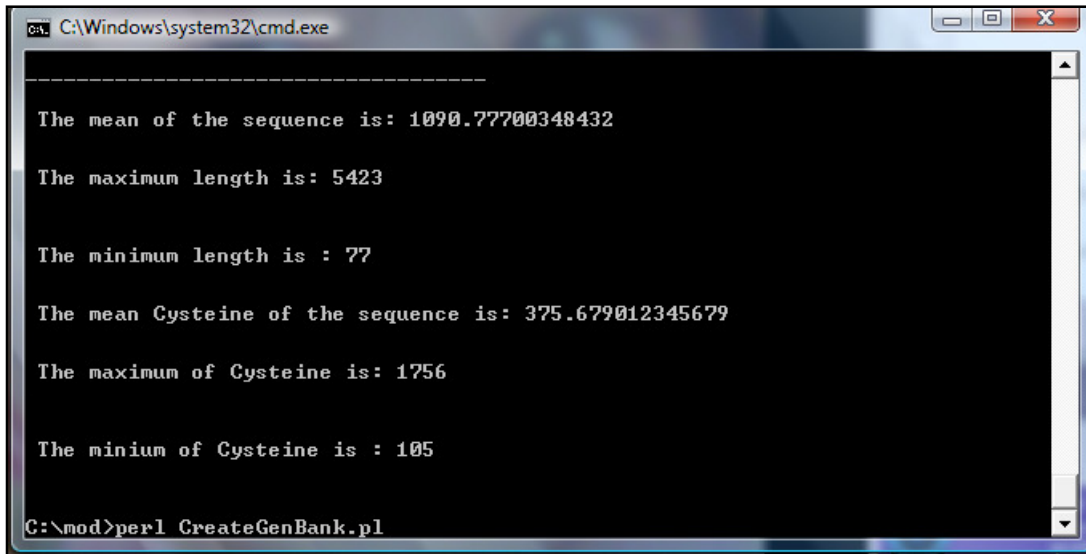 C:\Windows\system32\cmd.exe
____________________________________
The mean of the sequence is: 1090.77700348432
The maximum length is: 5423
The minimum length is : 77
The mean Cysteine of the sequence is: 375.679012345679
The maximum of Cysteine is: 1756
The minium of Cysteine is : 105
C:\mod>perl CreateGenBank.pl